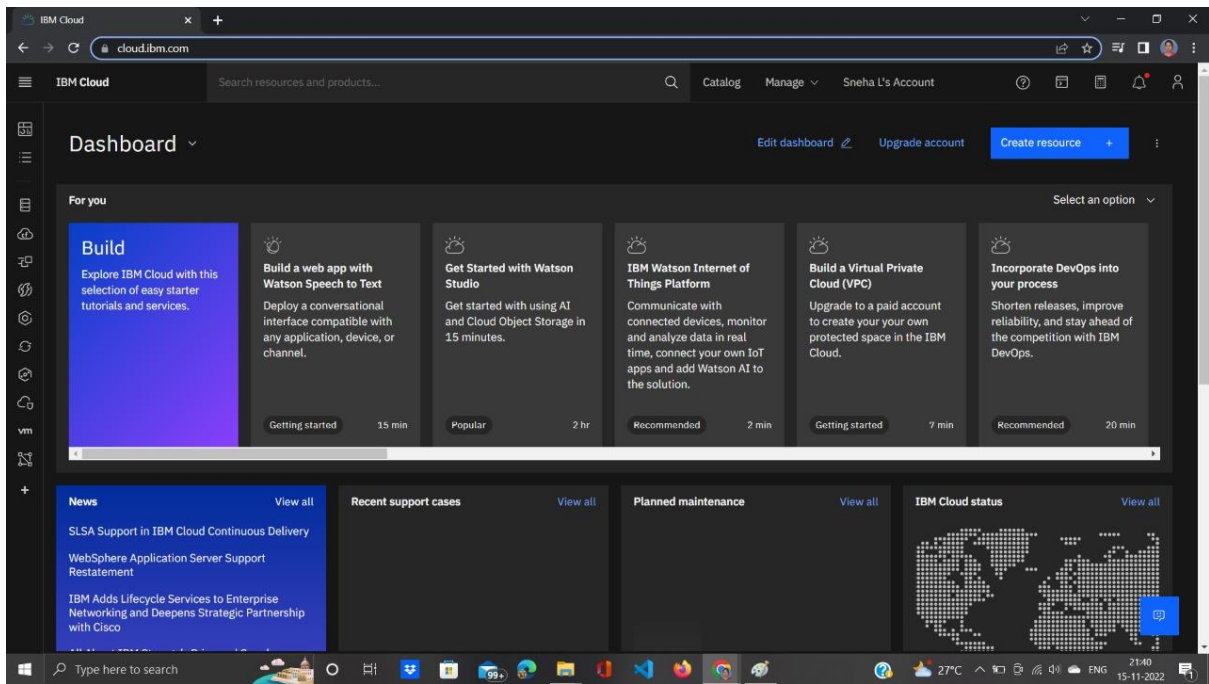 IBM Cloud
cloud.ibm.com
IBM Cloud
Search resources and products...
Catalog
Manage
Sneha L's Account
Dashboard
Edit dashboard
Upgrade account
Create resource +
For you
Select an option
Build
Explore IBM Cloud with this
selection of easy starter
tutorials and services.
Build a web app with
Watson Speech to Text
Deploy a conversational
interface compatible with
any application, device, or
channel.
Getting started
15 min
Get Started with Watson
Studio
Get started with using AI
and Cloud Object Storage in
15 minutes.
Popular
2 hr
IBM Watson Internet of
Things Platform
Communicate with
connected devices, monitor
and analyze data in real
time, connect your own IoT
apps and add Watson AI to
the solution.
Recommended
2 min
Build a Virtual Private
Cloud (VPC)
Upgrade to a paid account
to create your your own
protected space in the IBM
Cloud.
Getting started
7 min
Incorporate DevOps into
your process
Shorten releases, improve
reliability, and stay ahead of
the competition with IBM
DevOps.
Recommended
20 min
vm
News
View all
SLSA Support in IBM Cloud Continuous Delivery
WebSphere Application Server Support
Restatement
IBM Adds Lifecycle Services to Enterprise
Networking and Deepens Strategic Partnership
with Cisco
Recent support cases
View all
Planned maintenance
View all
IBM Cloud status
View all
Type here to search
99+
27°C
ENG
21:40
15-11-2022
1